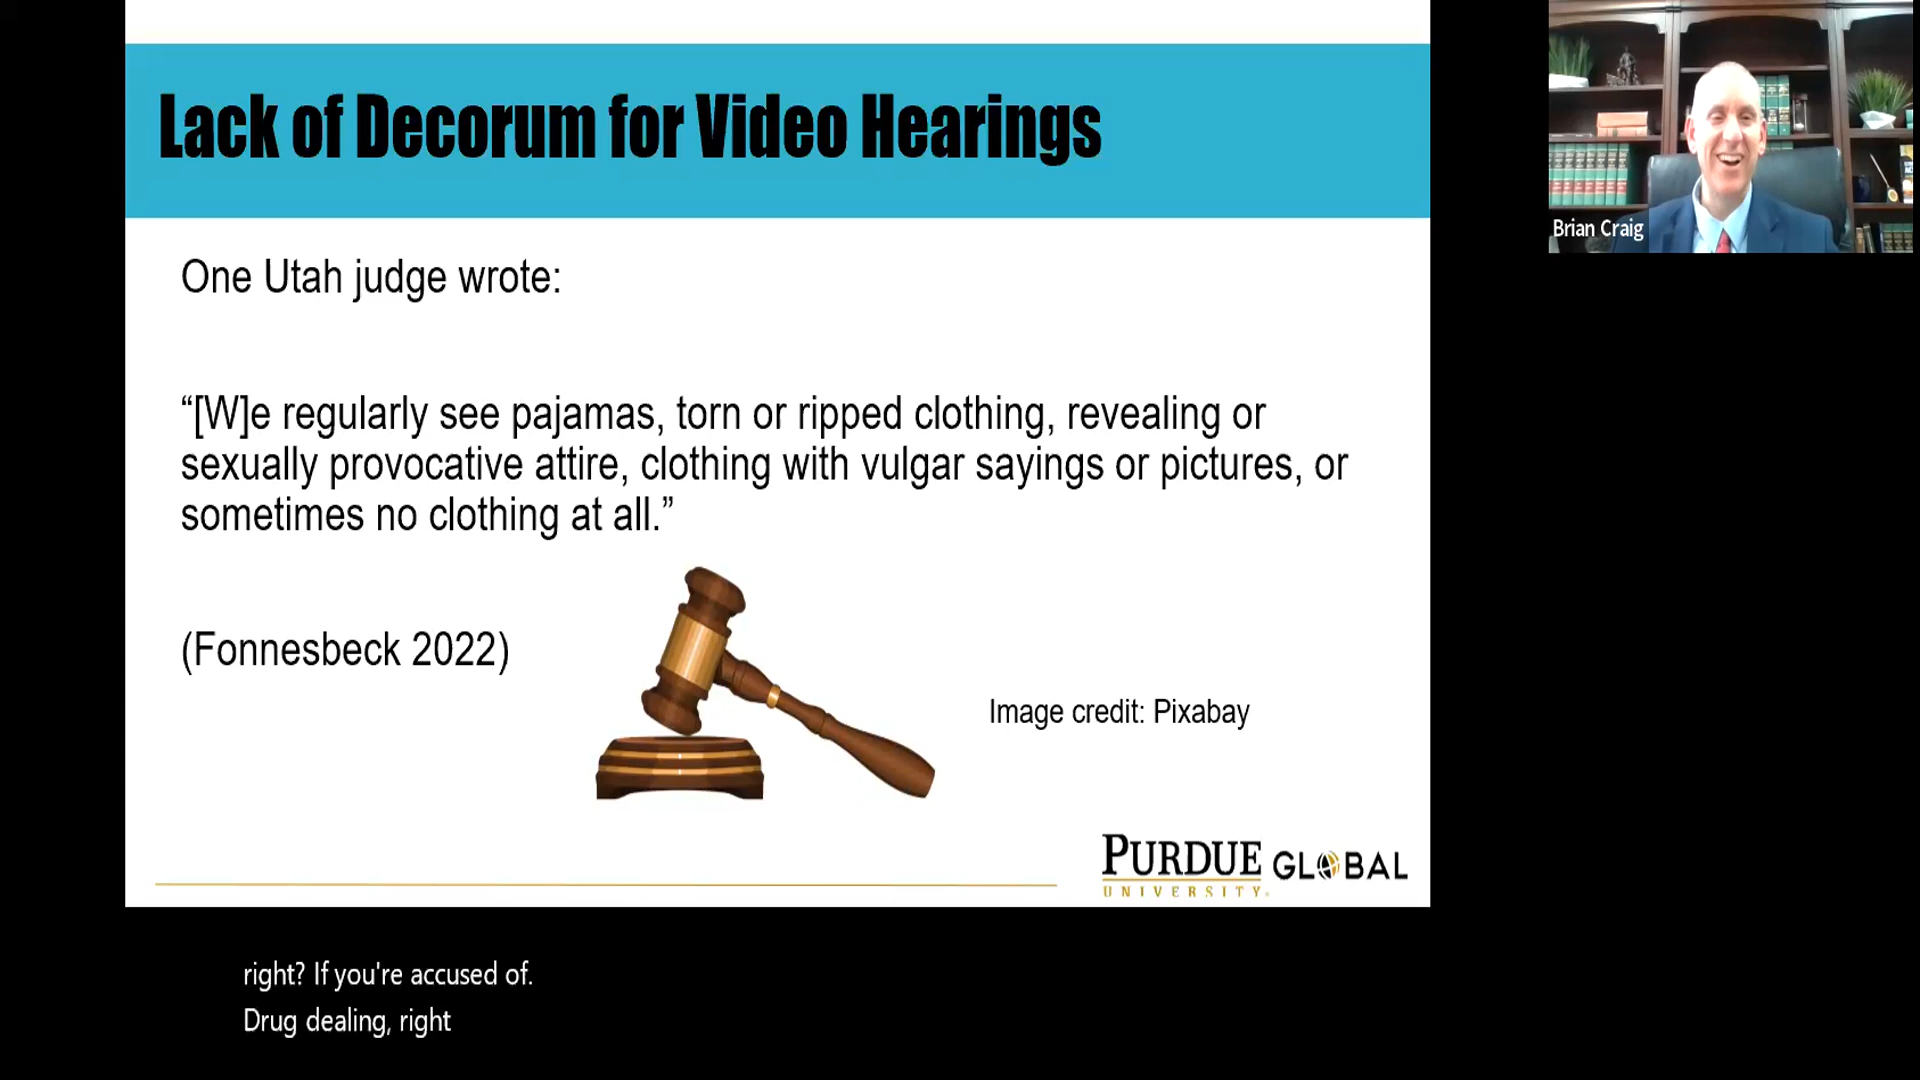 Lack of Decorum for Video Hearings
One Utah judge wrote:
“[W]e regularly see pajamas, torn or ripped clothing, revealing or
sexually provocative attire, clothing with vulgar sayings or pictures, or
sometimes no clothing at all.”
(Fonnesbeck 2022)
Image credit: Pixabay
PURDUE GLOBAL
UNIVERSITY
Brian Craig
right? If you're accused of.
Drug dealing, right